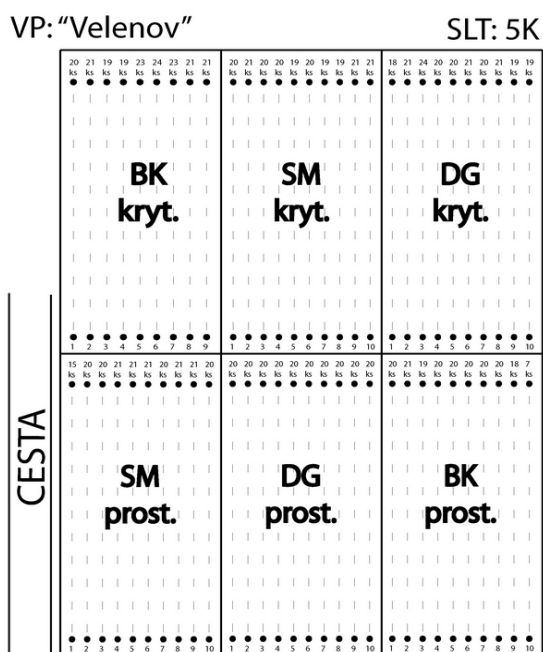 VP: “Velenov” SLT: 5K
20 21 19 19 23 24 23 21 21 20 21 20 20 20 19 20 19 21 20 18 21 24 20 20 20 21 20 19 19
ks ks ks ks ks ks ks ks ks ks ks ks ks ks ks ks ks ks ks ks ks ks ks ks ks ks ks ks ks
BK SM DG
kryt. kryt. kryt.
1 2 3 4 5 6 7 8 9 1 2 3 4 5 6 7 8 9 10 1 2 3 4 5 6 7 8 9 10
15 20 20 21 21 21 20 21 21 20 20 20 20 20 20 20 20 20 20 20 20 21 19 20 20 20 20 20 18 7
ks ks ks ks ks ks ks ks ks ks ks ks ks ks ks ks ks ks ks ks ks ks ks ks ks ks ks ks ks ks
CESTA
SM DG BK
prost. prost. prost.
1 2 3 4 5 6 7 8 9 10 1 2 3 4 5 6 7 8 9 10 1 2 3 4 5 6 7 8 9 10